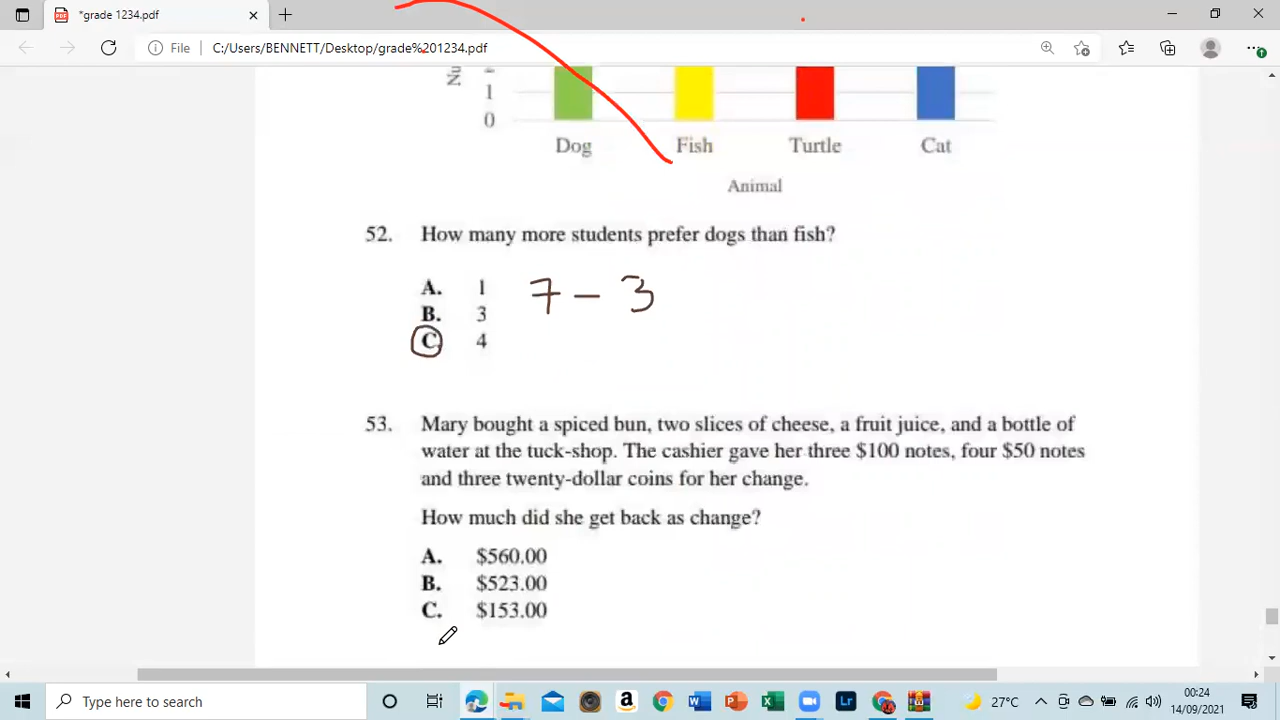 *grade 1234.pdf
File C:/Users/BENNETT/Desktop/grade%201234.pdf
Nu
1
0
Dog Fish Turtle Cat
Animal
52. How many more students prefer dogs than fish?
A. 1
B. 3
C. 4
7 - 3
53. Mary bought a spiced bun, two slices of cheese, a fruit juice, and a bottle of
water at the tuck-shop. The cashier gave her three $100 notes, four $50 notes
and three twenty-dollar coins for her change.
How much did she get back as change?
A. $560.00
B. $523.00
C. $153.00
Type here to search
27°C
00:24
14/09/2021